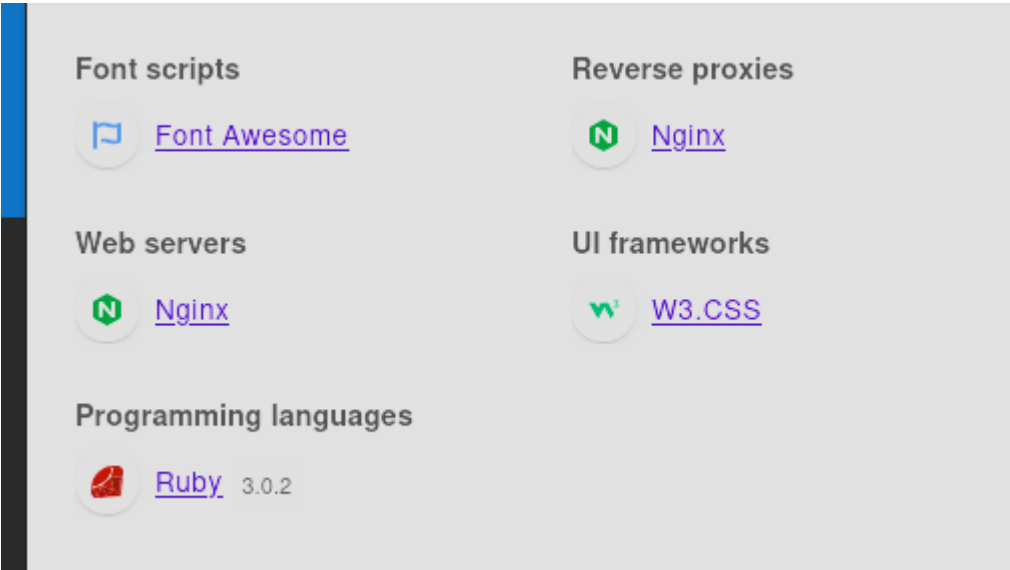 Font scripts
Font Awesome
Reverse proxies
Nginx
Web servers
Nginx
UI frameworks
W3.CSS
Programming languages
Ruby 3.0.2